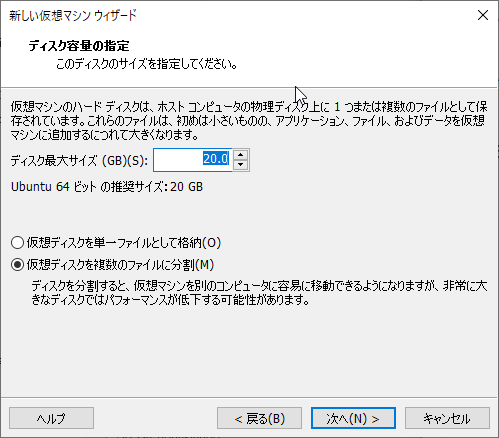 新しい仮想マシン ウィザード
ディスク容量の指定
このディスクのサイズを指定してください。
仮想マシンのハード ディスクは、ホスト コンピュータの物理ディスク上に 1 つまたは複数のファイルとして保
存されています。これらのファイルは、初めは小さいものの、アプリケーション、ファイル、およびデータを仮想
マシンに追加するにつれて大きくなります。
ディスク最大サイズ (GB)(S): 20.0
Ubuntu 64 ビット の推奨サイズ: 20 GB
仮想ディスクを単一ファイルとして格納(O)
仮想ディスクを複数のファイルに分割(M)
ディスクを分割すると、仮想マシンを別のコンピュータに容易に移動できるようになりますが、非常に大
きなディスクではパフォーマンスが低下する可能性があります。
ヘルプ < 戻る(B) 次へ(N) > キャンセル